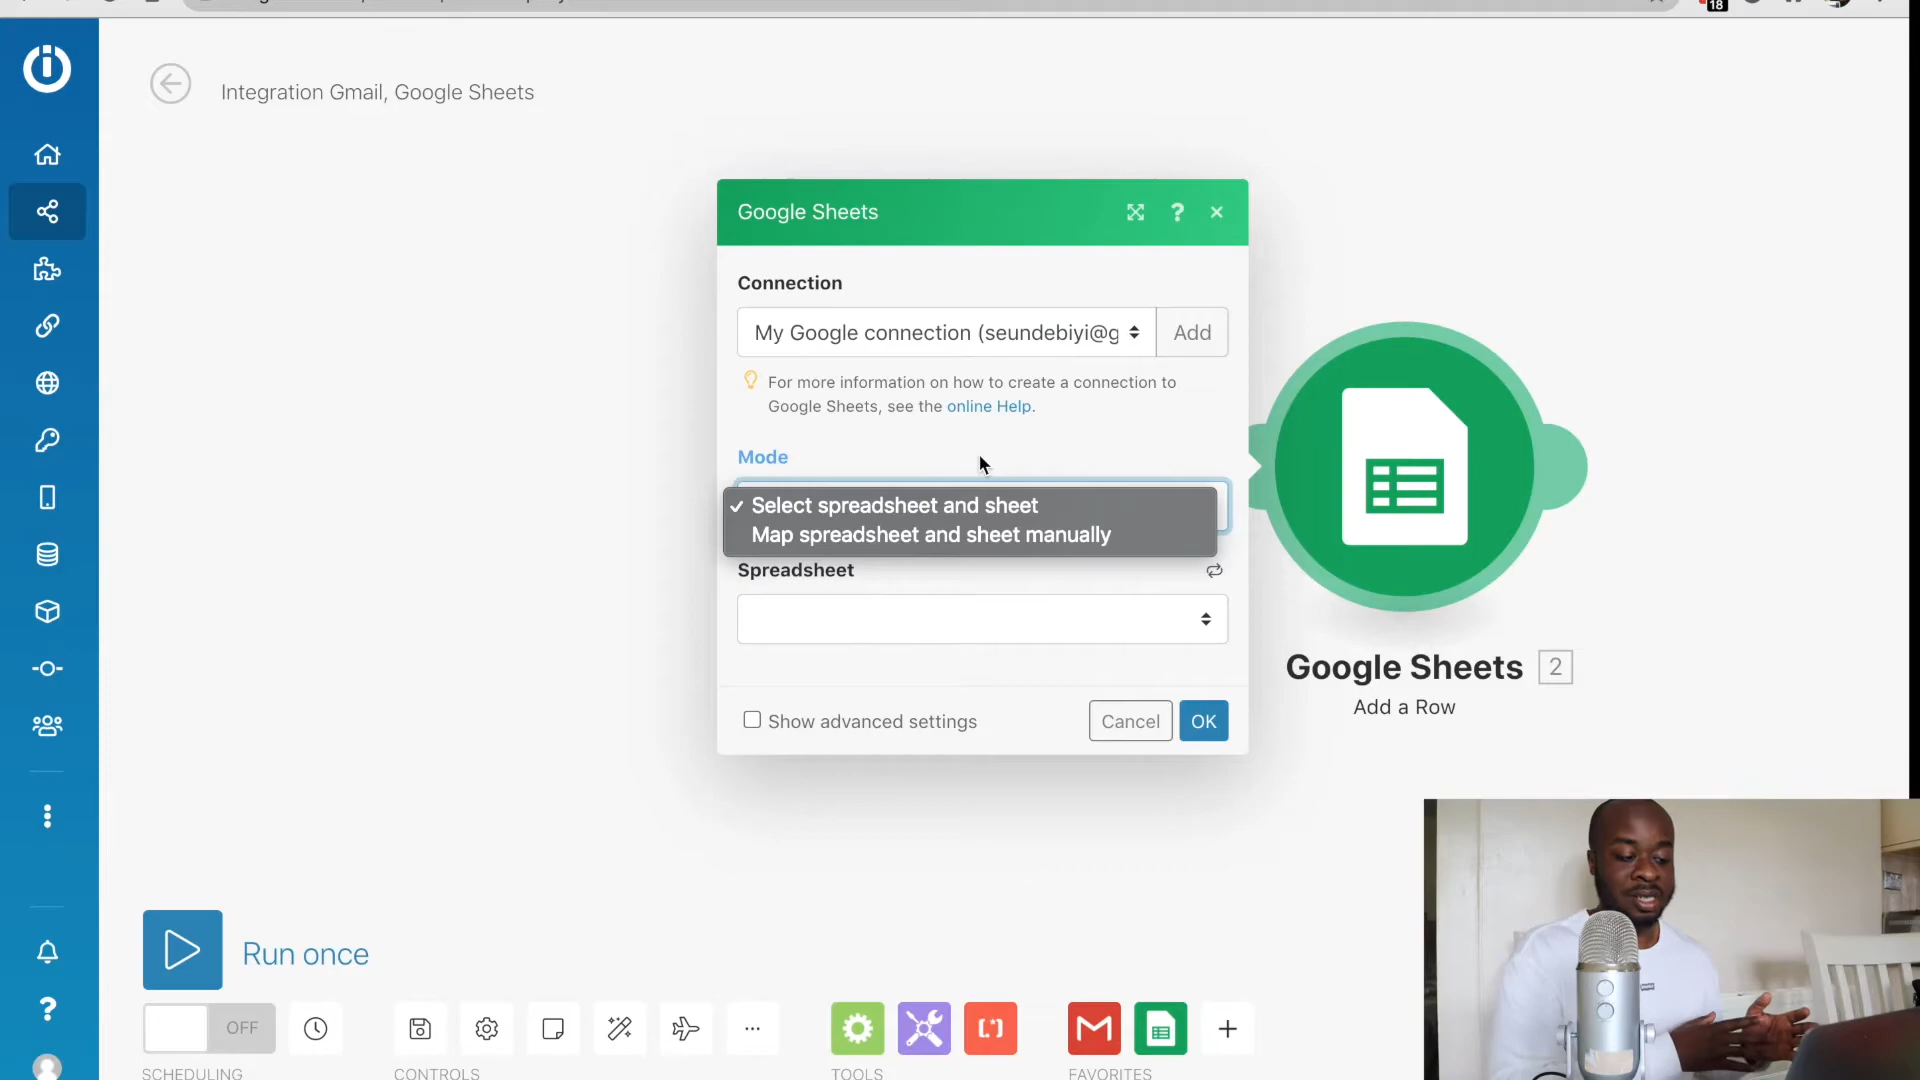 18
Integration Gmail, Google Sheets
Google Sheets
?
Connection
My Google connection (seundebiyi@g
Add
For more information on how to create a connection to
Google Sheets, see the online Help.
Mode
Select spreadsheet and sheet
Map spreadsheet and sheet manually
Spreadsheet
Show advanced settings
Cancel
OK
Google Sheets 2
Add a Row
Run once
OFF
SCHEDULING
CONTROLS
TOOLS
FAVORITES